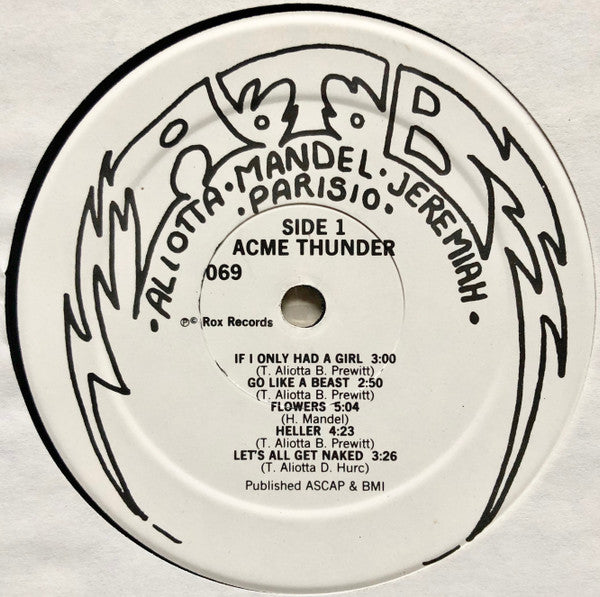 A.T.B
·ALIOTTA·MANDEL·JEREMIAH·
·PARISIO·
SIDE 1
ACME THUNDER
069
℗© Rox Records
IF I ONLY HAD A GIRL 3:00
(T. Aliotta B. Prewitt)
GO LIKE A BEAST 2:50
(T. Aliotta B. Prewitt)
FLOWERS 5:04
(H. Mandel)
HELLER 4:23
(T. Aliotta B. Prewitt)
LET'S ALL GET NAKED 3:26
(T. Aliotta D. Hurc)
Published ASCAP & BMI